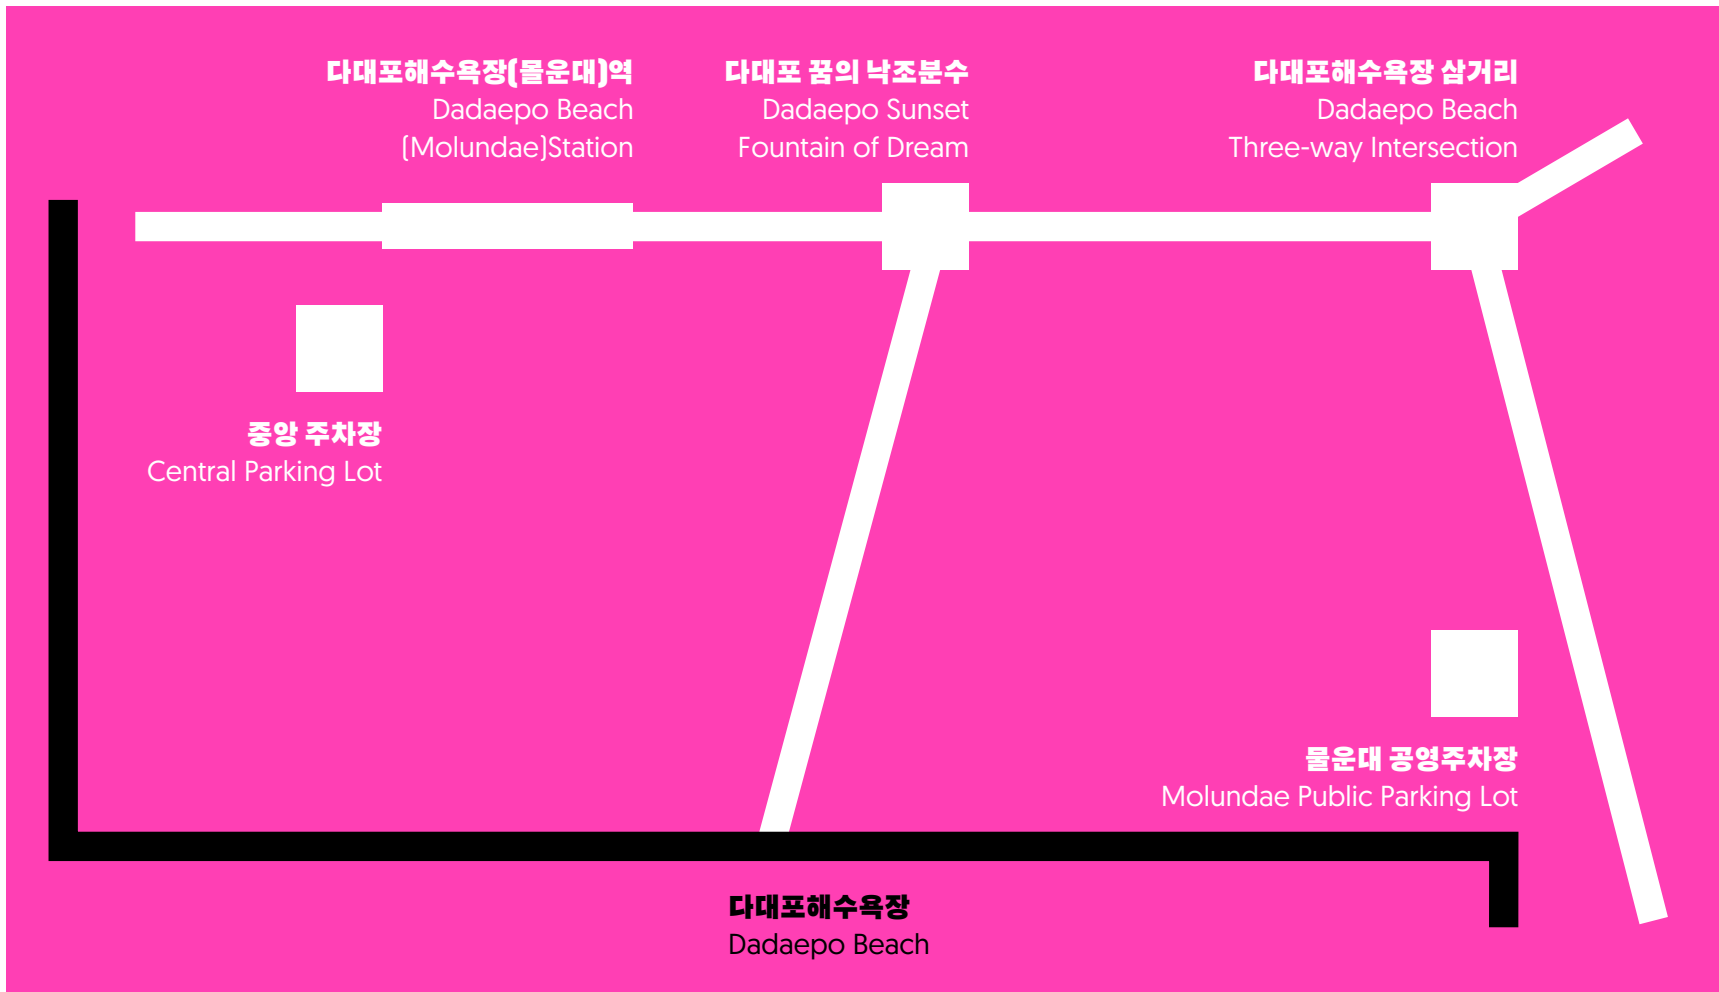 다대포해수욕장(몰운대)역
Dadaepo Beach
(Molundae)Station
다대포 꿈의 낙조분수
Dadaepo Sunset
Fountain of Dream
다대포해수욕장 삼거리
Dadaepo Beach
Three-way Intersection
중앙 주차장
Central Parking Lot
물운대 공영주차장
Molundae Public Parking Lot
다대포해수욕장
Dadaepo Beach